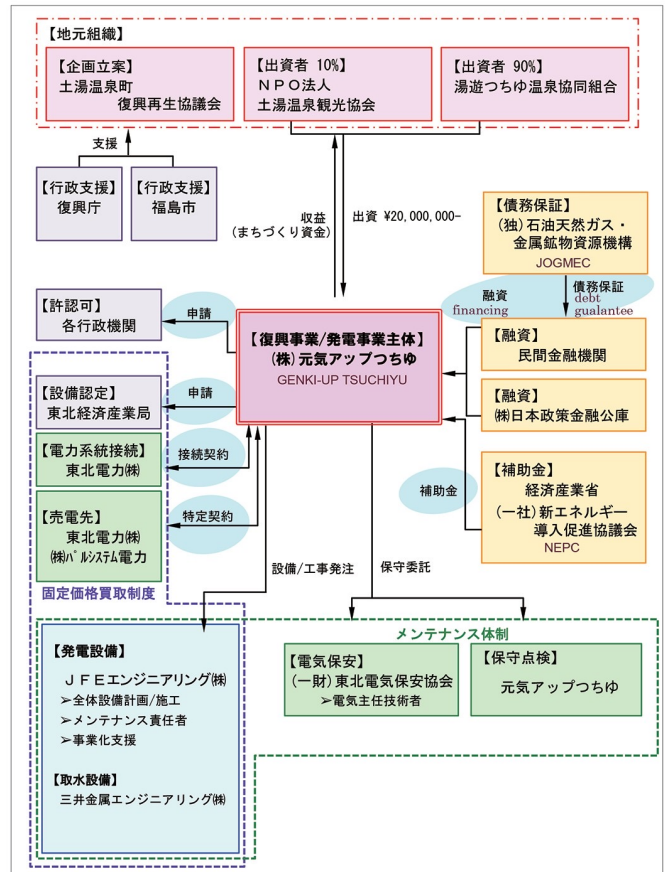 【地元組織】
【企画立案】
土湯温泉町
復興再生協議会
【出資者 10%】
ＮＰＯ法人
土湯温泉観光協会
【出資者 90%】
湯遊つちゆ温泉協同組合
支援
【行政支援】
復興庁
【行政支援】
福島市
収益
(まちづくり資金)
出資 ¥20,000,000-
【債務保証】
(独)石油天然ガス・
金属鉱物資源機構
JOGMEC
融資
financing
債務保証
debt
gualantee
【許認可】
各行政機関
申請
【復興事業/発電事業主体】
(株)元気アップつちゆ
GENKI-UP TSUCHIYU
【融資】
民間金融機関
【設備認定】
東北経済産業局
申請
【融資】
㈱日本政策金融公庫
【電力系統接続】
東北電力㈱
接続契約
【補助金】
経済産業省
(一社)新エネルギー
導入促進協議会
NEPC
補助金
【売電先】
東北電力㈱
㈱ﾊﾟﾙｼｽﾃﾑ電力
特定契約
固定価格買取制度
設備/工事発注
保守委託
メンテナンス体制
【発電設備】
ＪＦＥエンジニアリング㈱
➢全体設備計画/施工
➢メンテナンス責任者
➢事業化支援
【取水設備】
三井金属エンジニアリング㈱
【電気保安】
(一財)東北電気保安協会
➢電気主任技術者
【保守点検】
元気アップつちゆ